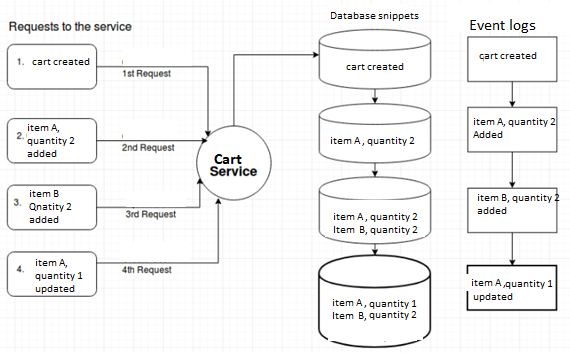 Requests to the service
1. cart created
1st Request
2. item A,
quantity 2
added
2nd Request
3. item B
Qnatity 2
added
3rd Request
4. item A,
quantity 1
updated
4th Request
Cart
Service
Database snippets
cart created
item A, quantity 2
item A, quantity 2
Item B, quantity 2
item A, quantity 1
Item B, quantity 2
Event logs
cart created
item A, quantity 2
Added
item B, quantity 2
added
item A ,quantity 1
updated